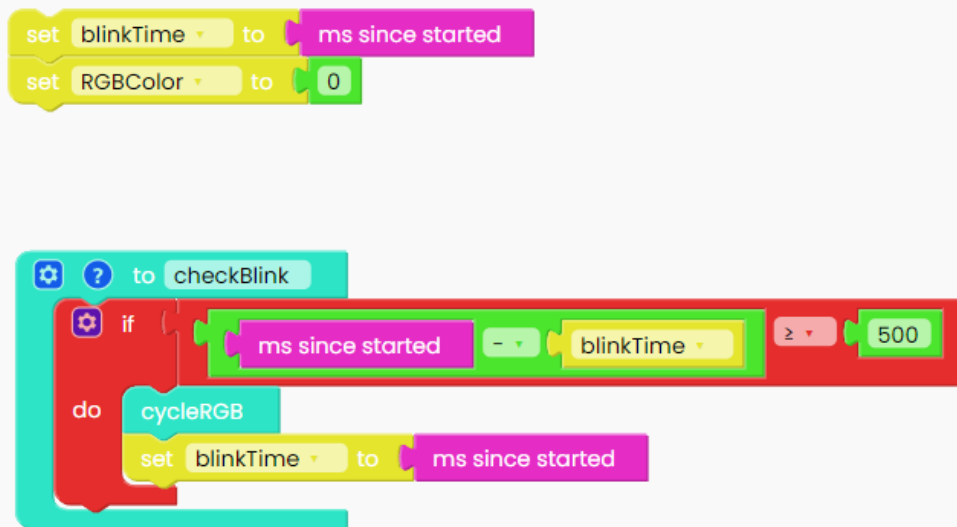 set blinkTime to ms since started
set RGBColor to 0
? to checkBlink
if ms since started - blinkTime ≥ 500
do cycleRGB
set blinkTime to ms since started